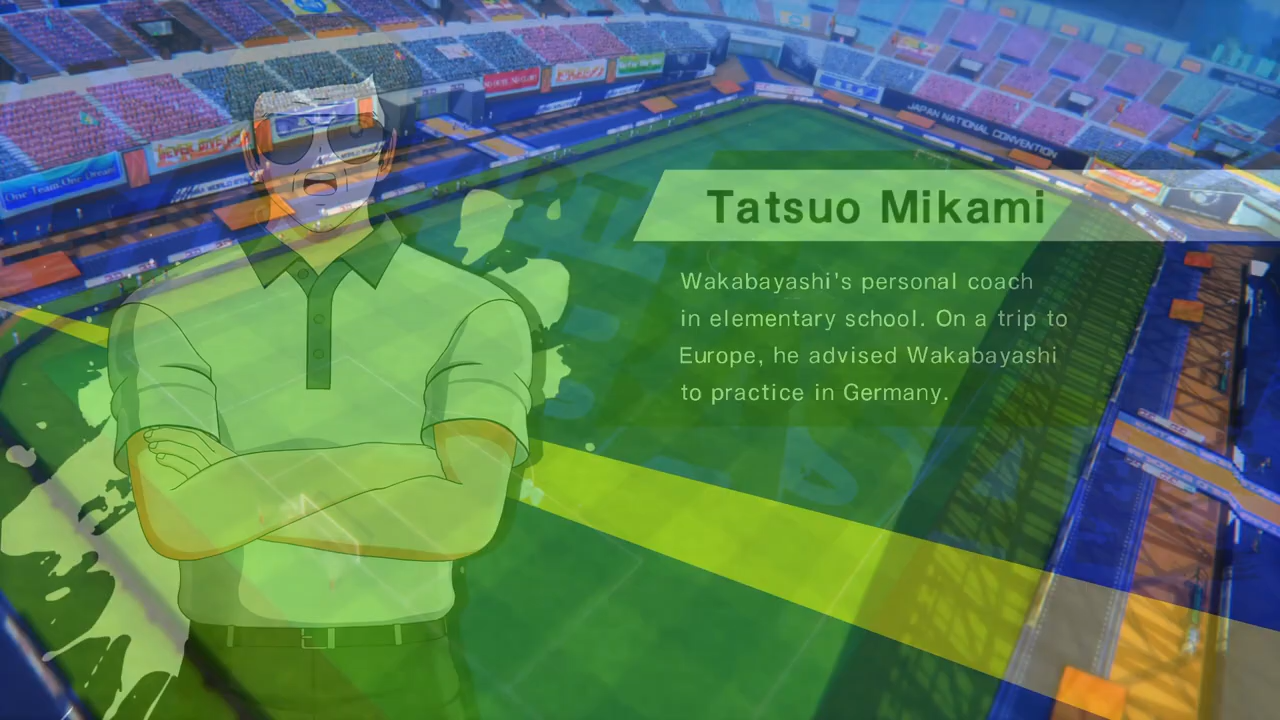 One Team.One Dream
JAPAN NATIONAL CONVENTION
Tatsuo Mikami
Wakabayashi's personal coach
in elementary school. On a trip to
Europe, he advised Wakabayashi
to practice in Germany.